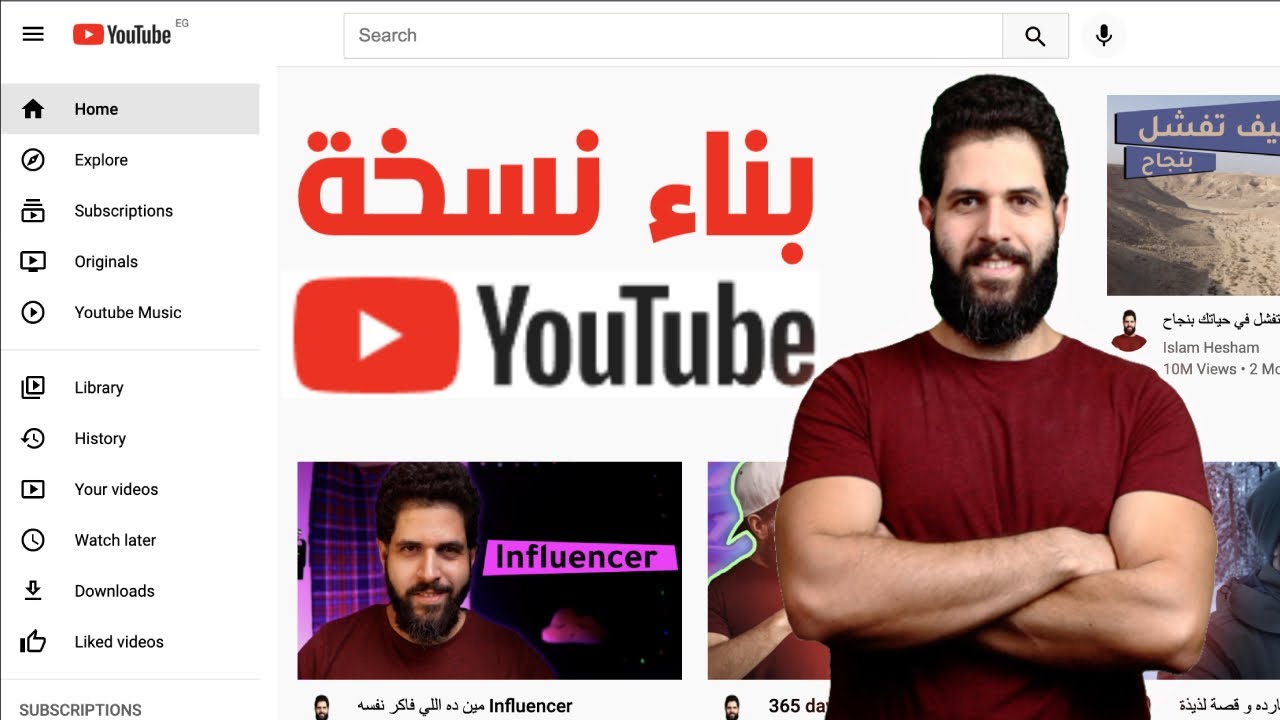 YouTube EG
Search
Home
Explore
Subscriptions
Originals
Youtube Music
Library
History
Your videos
Watch later
Downloads
Liked videos
SUBSCRIPTIONS
بناء نسخة
YouTube
تفشل
بنجاح
تفشل في حياتك بنجاح
Islam Hesham
10M Views • 2
Influencer
مين ده اللي فاكر نفسه Influencer
365
و قصة لذيذة